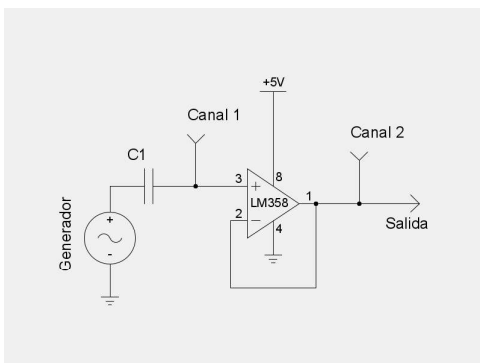 +5V
Canal 1
Canal 2
C1
3
8
+
LM358
1
2
−
4
Salida
Generador
+
-